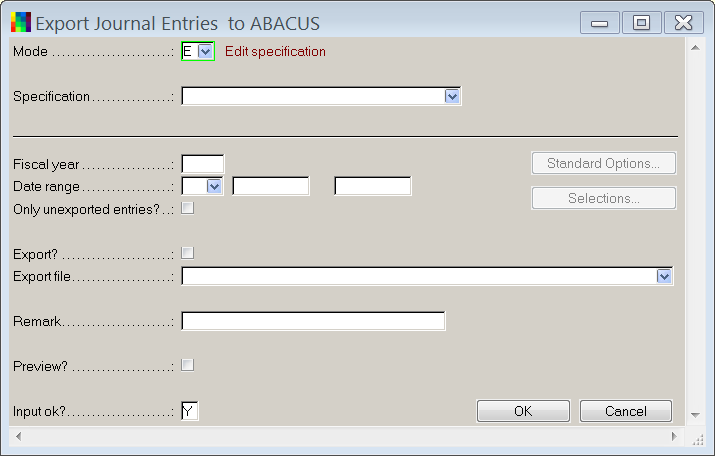 Export Journal Entries  to ABACUS
Mode ........................: E Edit specification
Specification ................:
Fiscal year ...................: Standard Options...
Date range ...................:
Only unexported entries? ..: Selections...
Export? .......................:
Export file.....................:
Remark.......................:
Preview? .....................:
Input ok?.....................: Y OK Cancel